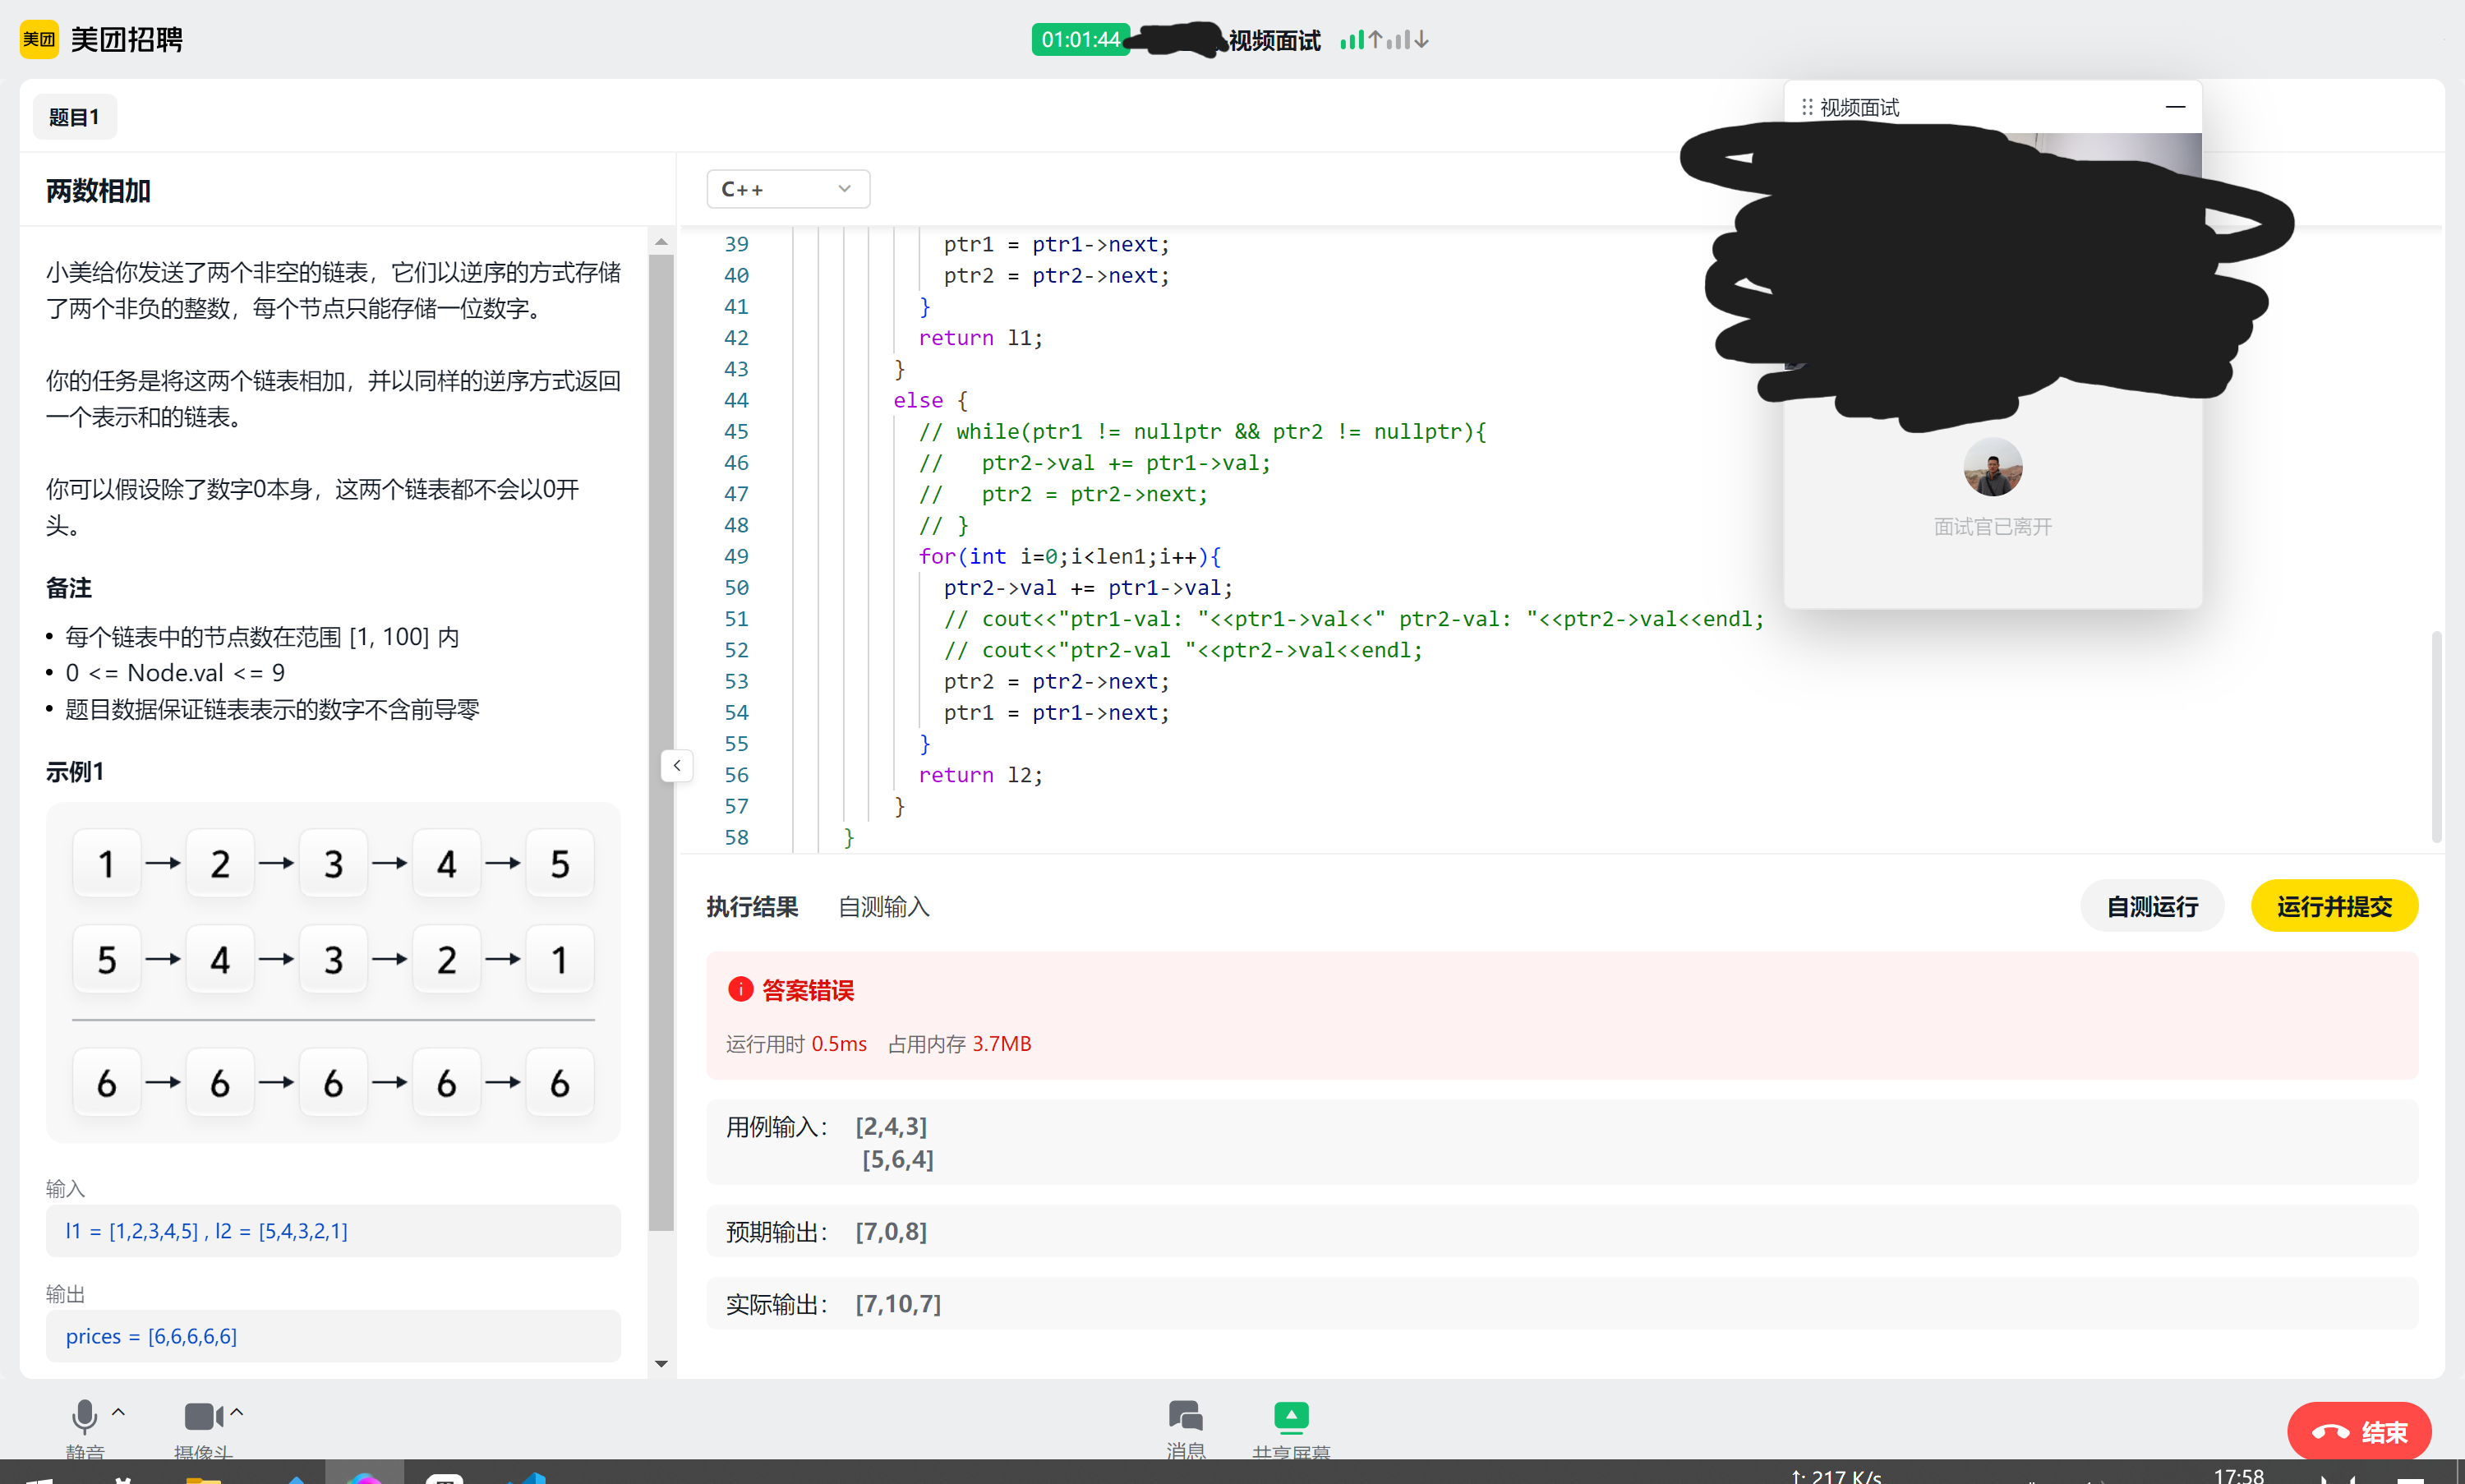 美团 美团招聘
01:01:44 视频面试
题目1
视频面试
两数相加
C++
小美给你发送了两个非空的链表，它们以逆序的方式存储
了两个非负的整数，每个节点只能存储一位数字。
你的任务是将这两个链表相加，并以同样的逆序方式返回
一个表示和的链表。
你可以假设除了数字0本身，这两个链表都不会以0开
头。
备注
• 每个链表中的节点数在范围 [1, 100] 内
• 0 <= Node.val <= 9
• 题目数据保证链表表示的数字不含前导零
示例1
1 → 2 → 3 → 4 → 5
5 → 4 → 3 → 2 → 1
6 → 6 → 6 → 6 → 6
输入
l1 = [1,2,3,4,5] , l2 = [5,4,3,2,1]
输出
prices = [6,6,6,6,6]
39 ptr1 = ptr1->next;
40 ptr2 = ptr2->next;
41 }
42 return l1;
43 }
44 else {
45 // while(ptr1 != nullptr && ptr2 != nullptr){
46 //   ptr2->val += ptr1->val;
47 //   ptr2 = ptr2->next;
48 // }
49 for(int i=0;i<len1;i++){
50 ptr2->val += ptr1->val;
51 // cout<<"ptr1-val: "<<ptr1->val<<" ptr2-val: "<<ptr2->val<<endl;
52 // cout<<"ptr2-val "<<ptr2->val<<endl;
53 ptr2 = ptr2->next;
54 ptr1 = ptr1->next;
55 }
56 return l2;
57 }
58 }
面试官已离开
执行结果 自测输入 自测运行 运行并提交
答案错误
运行用时 0.5ms 占用内存 3.7MB
用例输入： [2,4,3]
[5,6,4]
预期输出： [7,0,8]
实际输出： [7,10,7]
静音 摄像头 消息 共享屏幕 结束
↑: 217 K/s 17:58